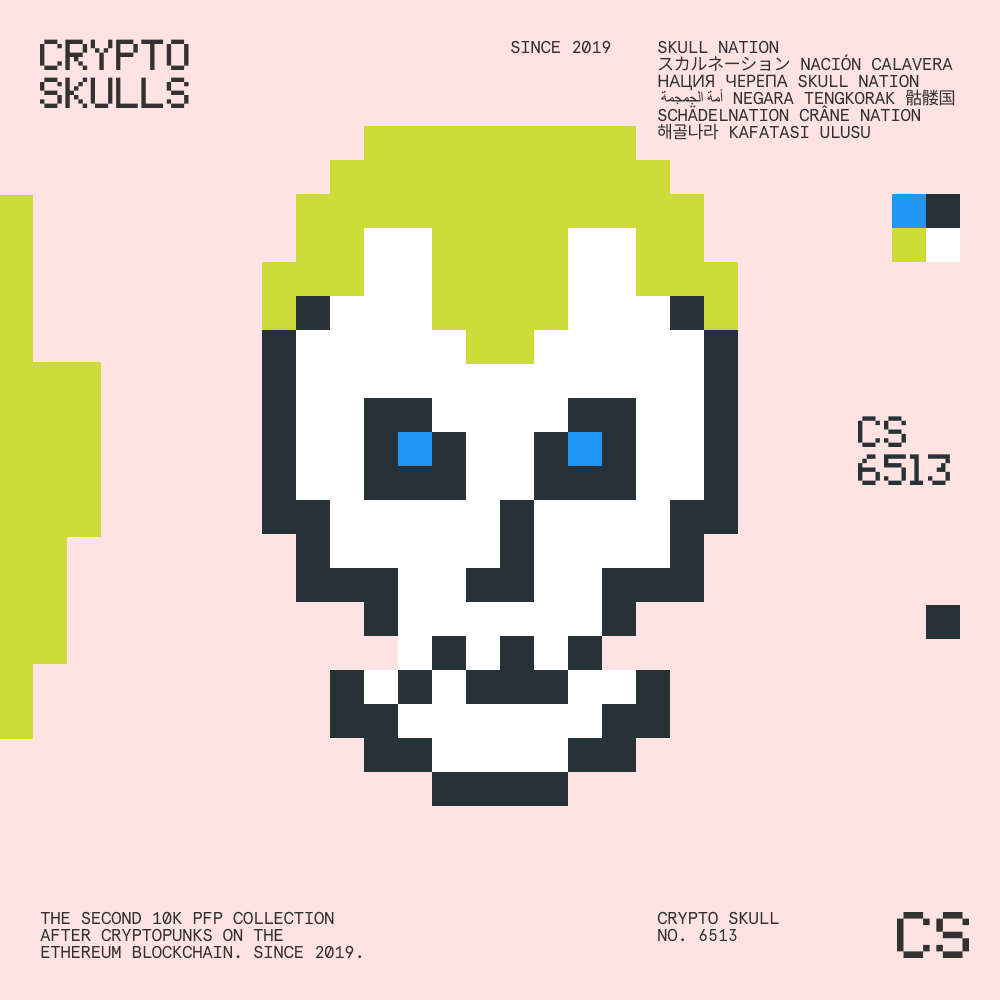 CRYPTO
SKULLS
SINCE 2019
SKULL NATION
スカルネーション NACIÓN CALAVERA
НАЦИЯ ЧЕРЕПА SKULL NATION
أمة الجمجمة NEGARA TENGKORAK 骷髅国
SCHÄDELNATION CRÂNE NATION
해골나라 KAFATASI ULUSU
CS
6513
THE SECOND 10K PFP COLLECTION
AFTER CRYPTOPUNKS ON THE
ETHEREUM BLOCKCHAIN. SINCE 2019.
CRYPTO SKULL
NO. 6513
CS